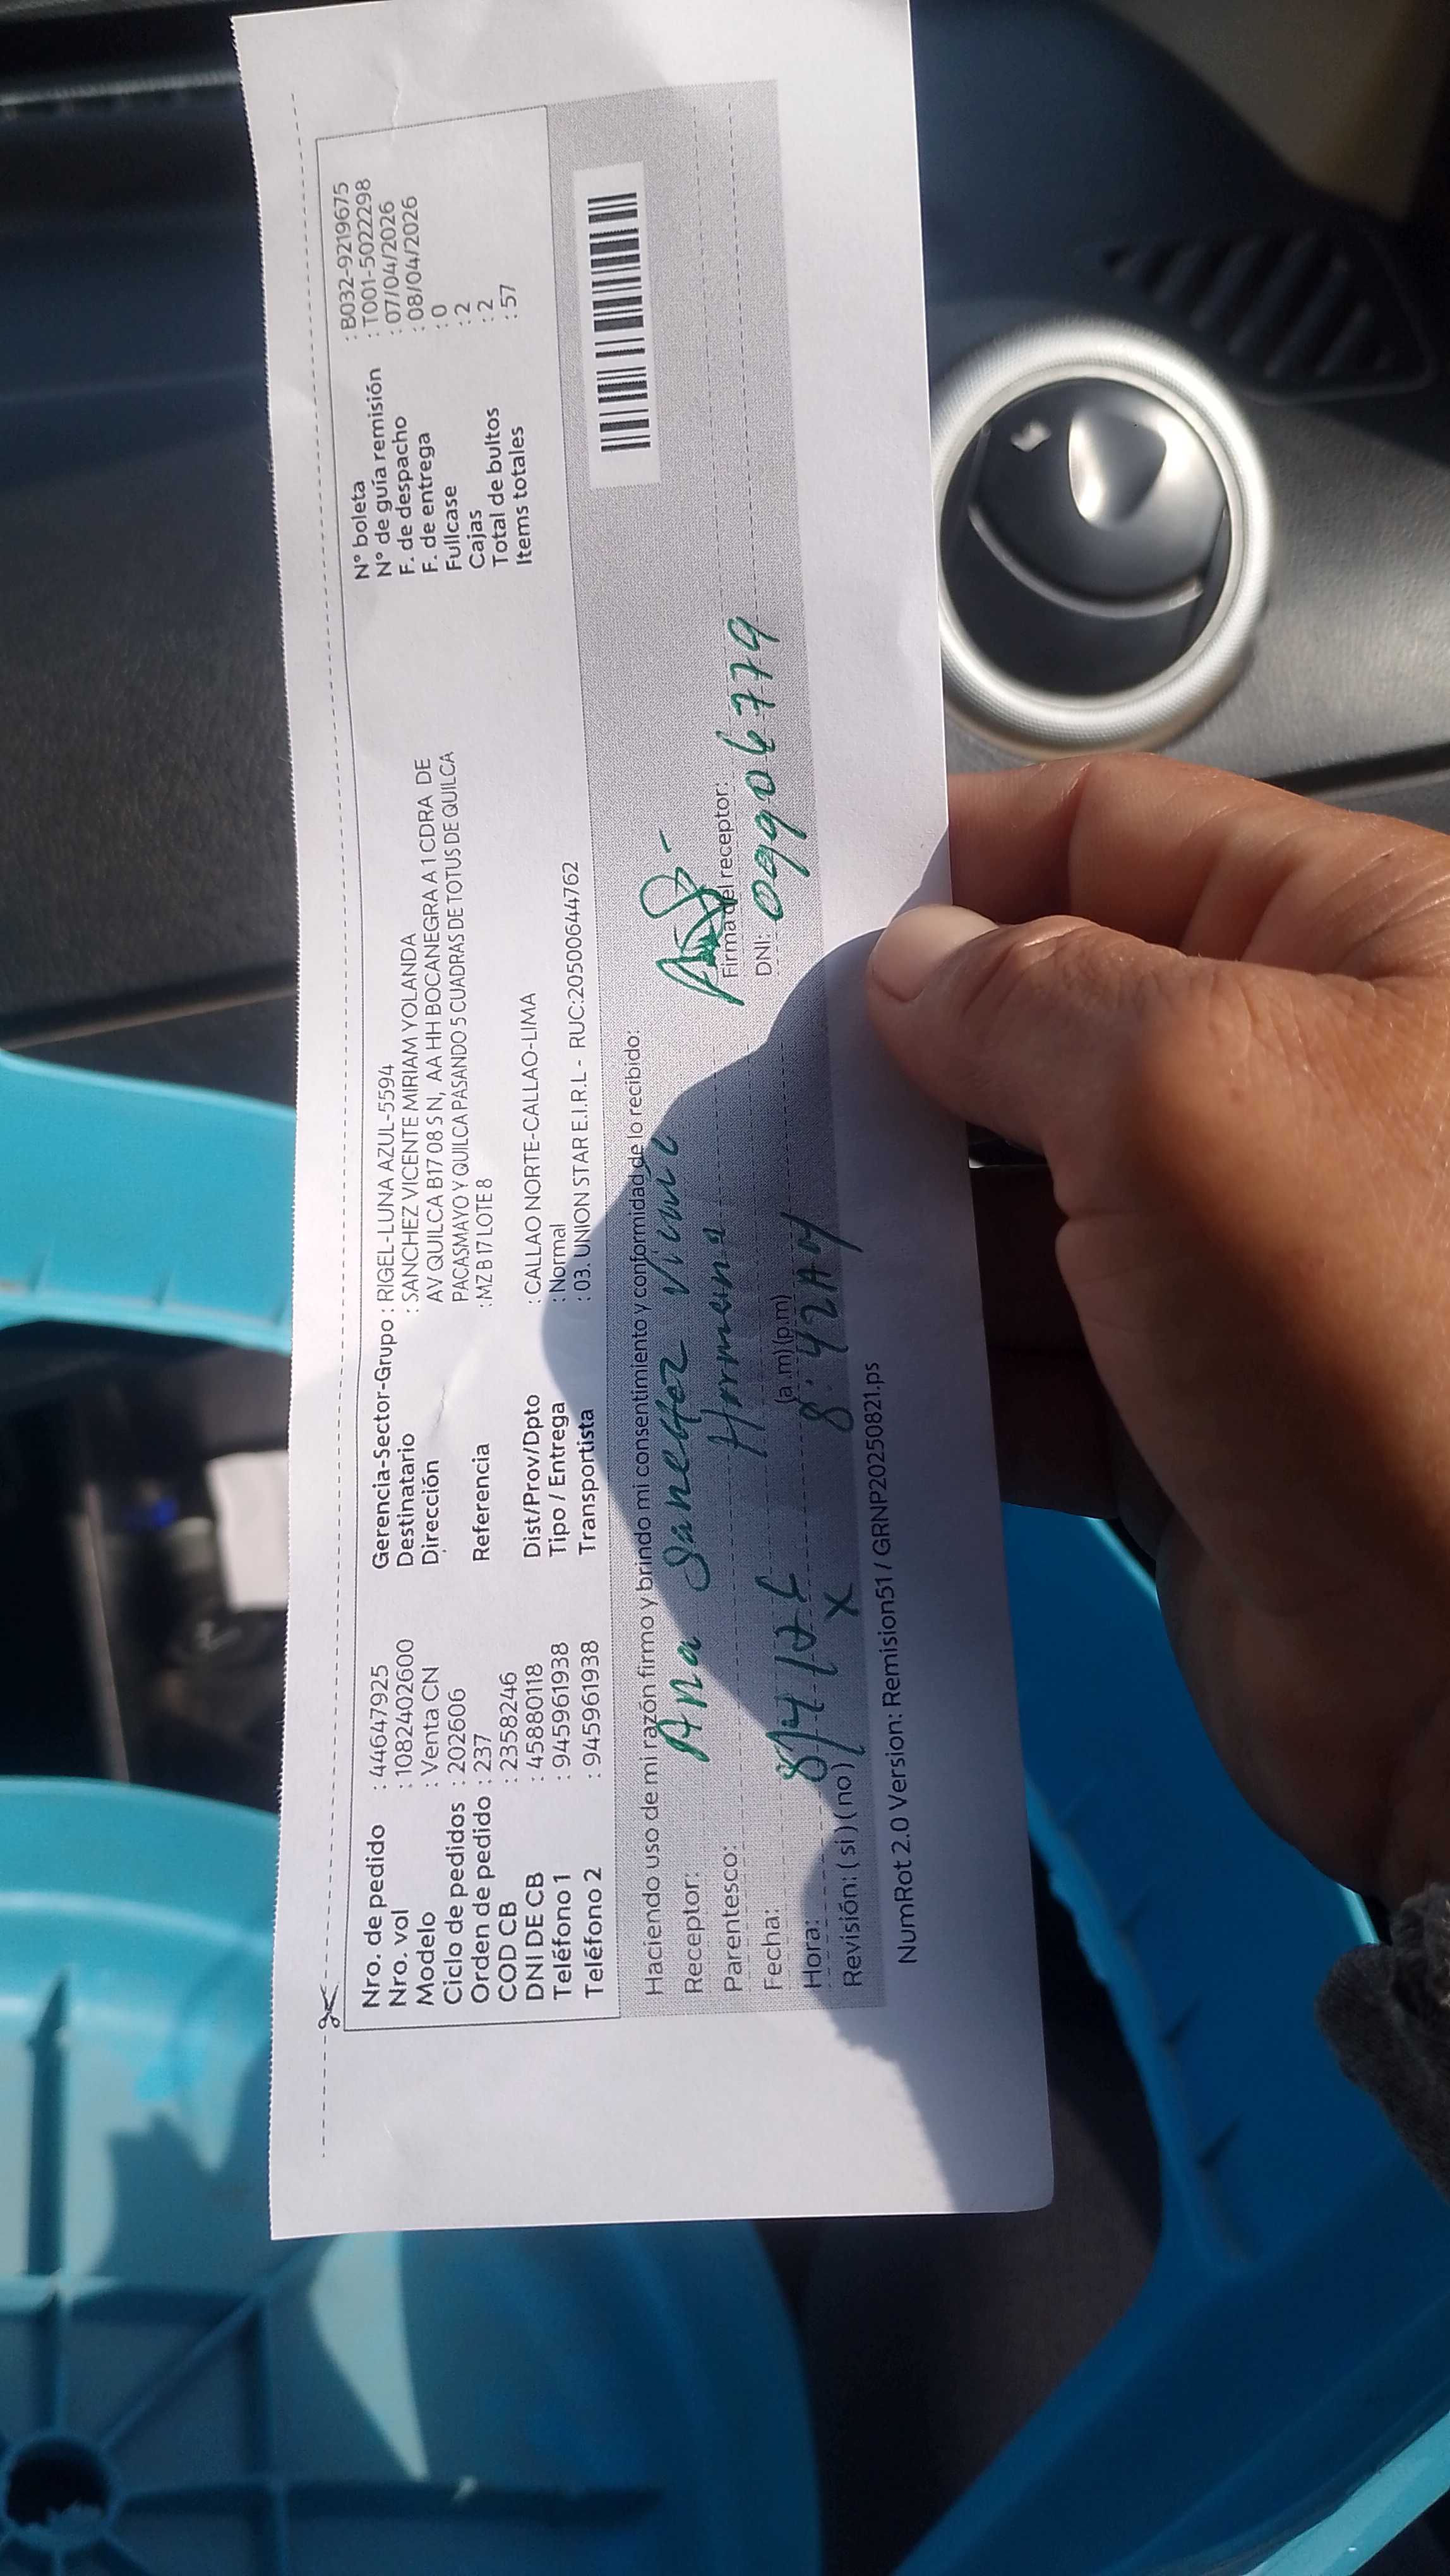 Nro. de pedido : 44647925
Nro. vol : 1082402600
Modelo : Venta CN
Ciclo de pedidos : 202606
Orden de pedido : 237
COD CB : 2358246
DNI DE CB : 45880118
Teléfono 1 : 945961938
Teléfono 2 : 945961938
Gerencia-Sector-Grupo : RIGEL-LUNA AZUL-5594
Destinatario : SANCHEZ VICENTE MIRIAM YOLANDA
Dirección AV QUILCA B17 08 S N, AA HH BOCANEGRA A 1 CDRA DE
PACASMAYO Y QUILCA PASANDO 5 CUADRAS DE TOTUS DE QUILCA
Referencia : MZ B 17 LOTE 8
Dist/Prov/Dpto : CALLAO NORTE-CALLAO-LIMA
Tipo / Entrega : Normal
Transportista : 03. UNION STAR E.I.R.L - RUC:20500644762
N° boleta : B032-9219675
N° de guía remisión : T001-5022298
F. de despacho : 07/04/2026
F. de entrega : 08/04/2026
Fullcase : 0
Cajas : 2
Total de bultos : 2
Items totales : 57
Haciendo uso de mi razón firmo y brindo mi consentimiento y conformidad de lo recibido:
Receptor: Ana Sanchez
Parentesco: Hermana
Fecha: 8/4/26
Hora: (a.m)(p.m) 8:42AM
Revisión: ( si ) ( no ) X
Firma del receptor:
DNI: 09906779
NumRot 2.0 Version: Remision51 / GRNP20250821.ps